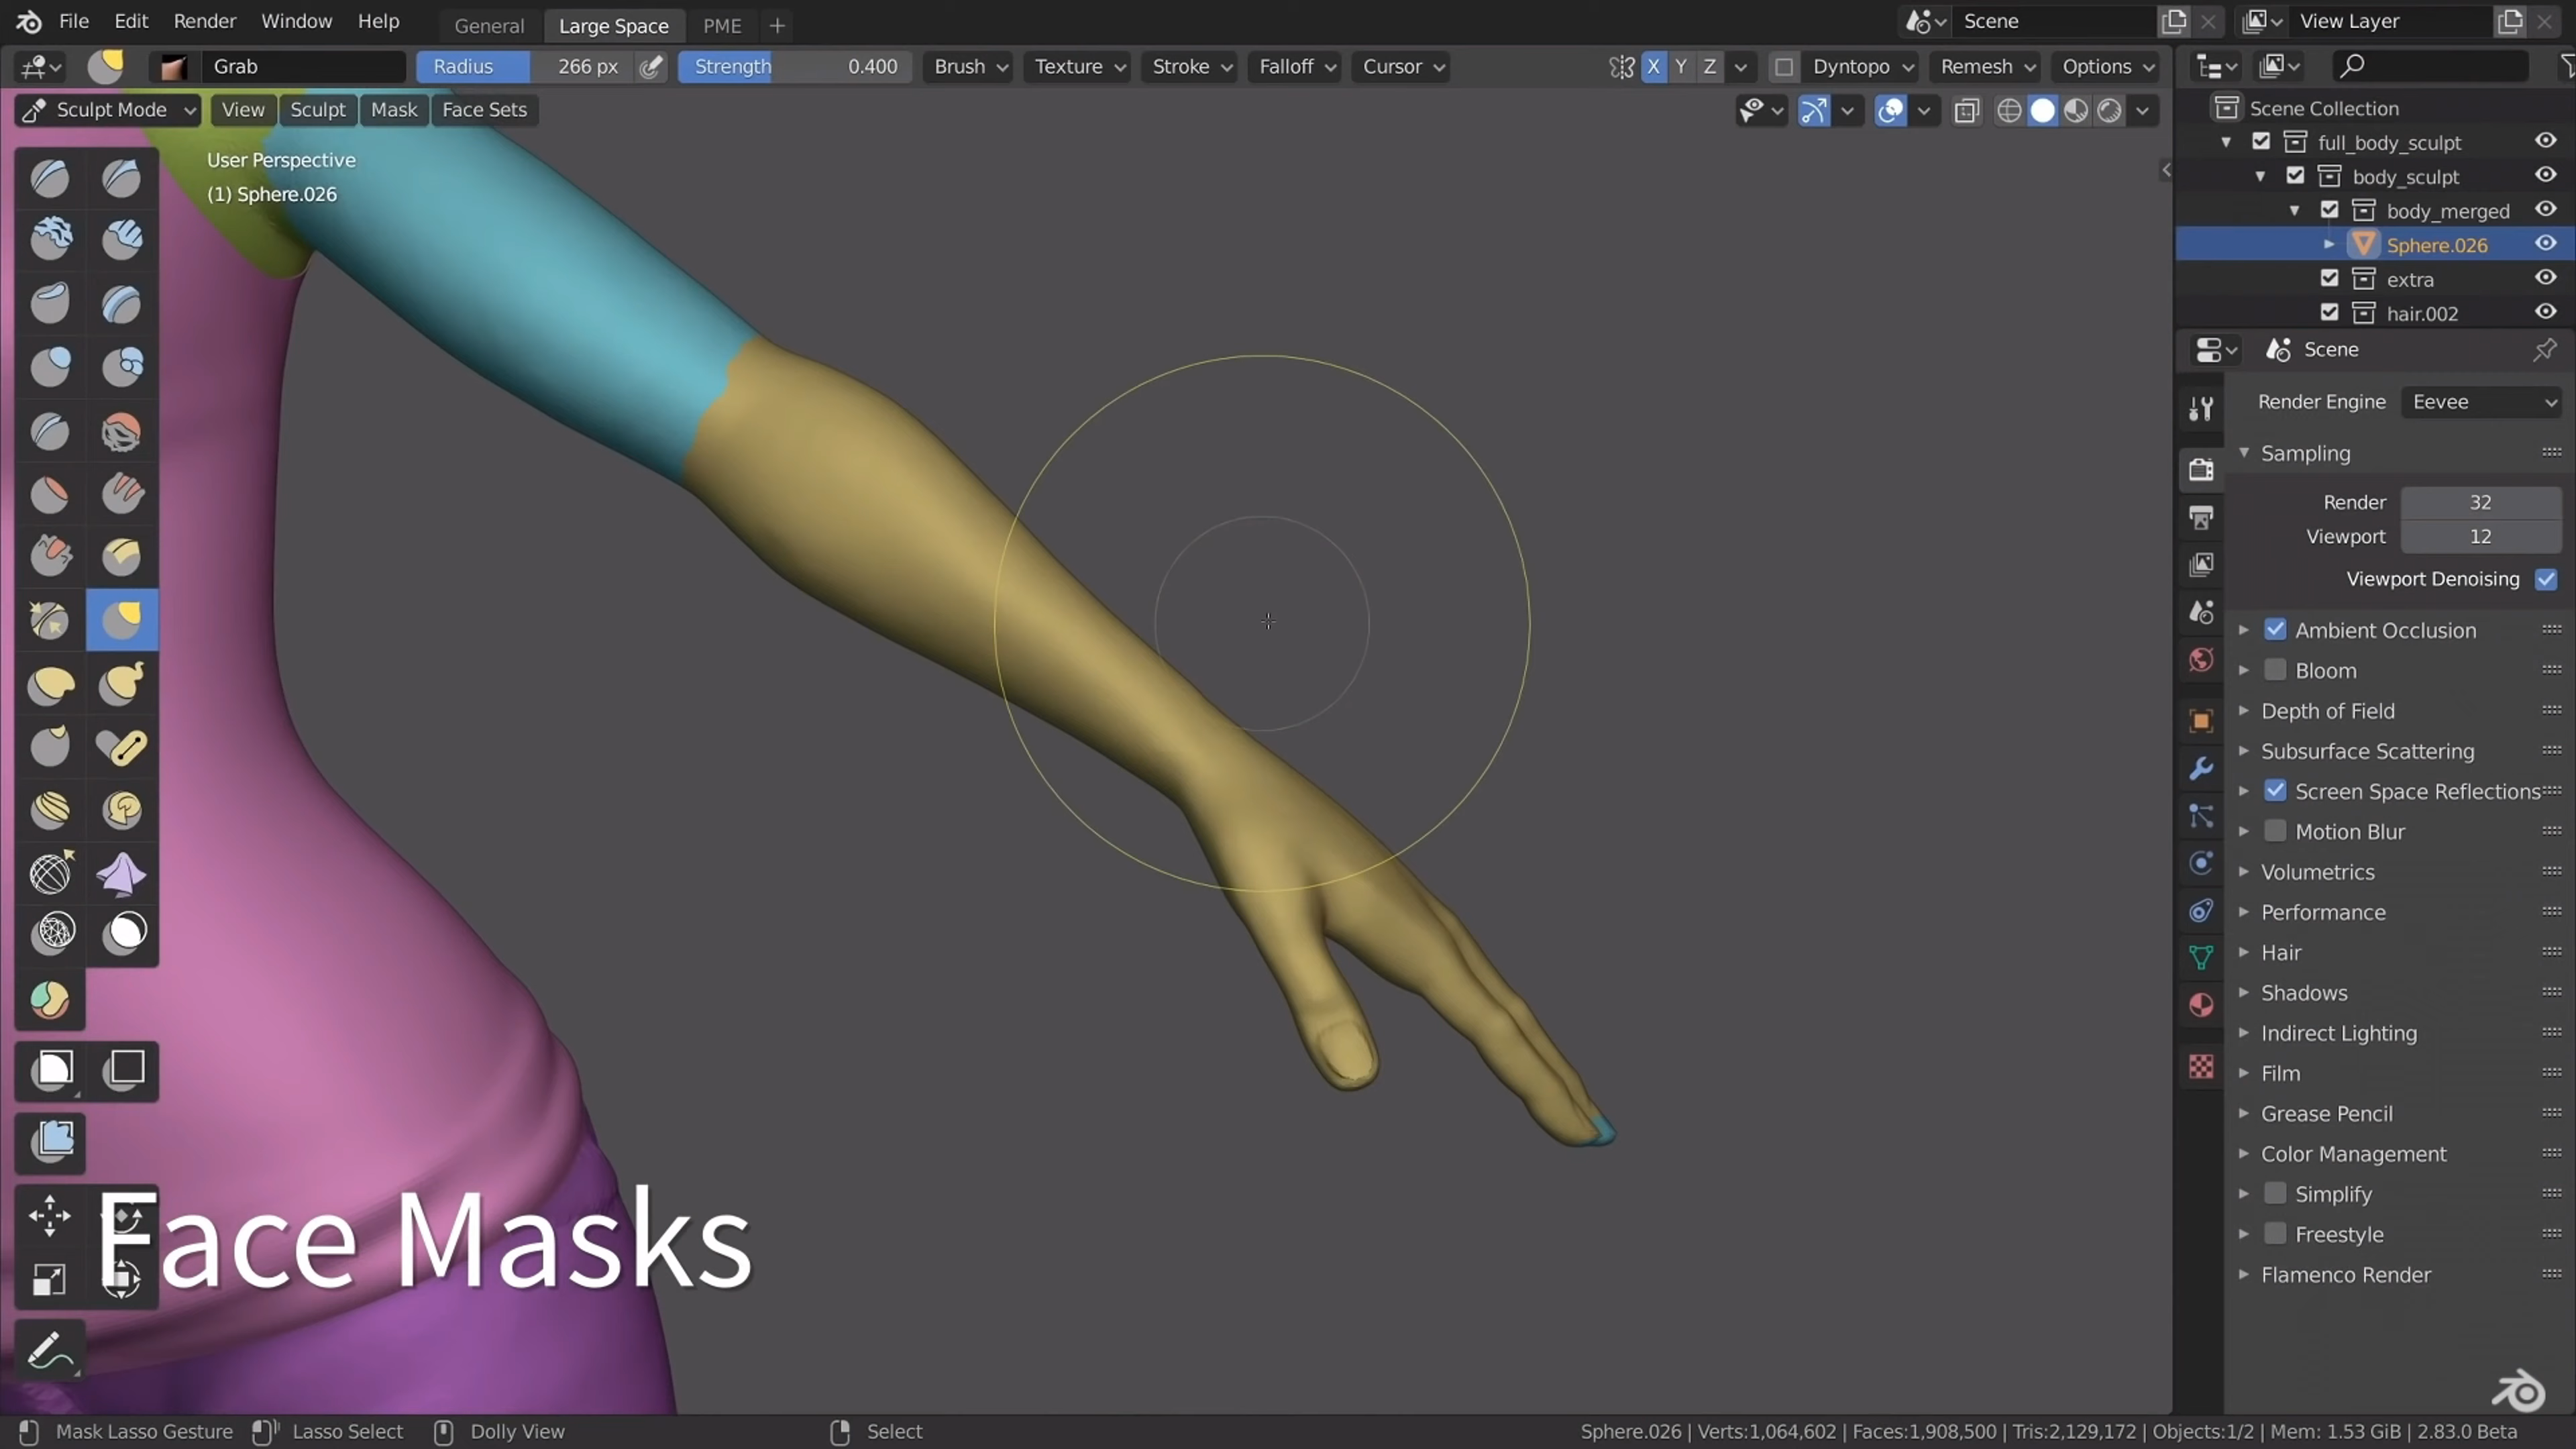 File Edit Render Window Help General Large Space PME + Scene View Layer
Grab Radius 266 px Strength 0.400 Brush Texture Stroke Falloff Cursor X Y Z Dyntopo Remesh Options
Sculpt Mode View Sculpt Mask Face Sets
User Perspective
(1) Sphere.026
Scene Collection
full_body_sculpt
body_sculpt
body_merged
Sphere.026
extra
hair.002
Scene
Render Engine Eevee
Sampling
Render 32
Viewport 12
Viewport Denoising
Ambient Occlusion
Bloom
Depth of Field
Subsurface Scattering
Screen Space Reflections
Motion Blur
Volumetrics
Performance
Hair
Shadows
Indirect Lighting
Film
Grease Pencil
Color Management
Simplify
Freestyle
Flamenco Render
Face Masks
Mask Lasso Gesture Lasso Select Dolly View Select Sphere.026 | Verts:1,064,602 | Faces:1,908,500 | Tris:2,129,172 | Objects:1/2 | Mem: 1.53 GiB | 2.83.0 Beta